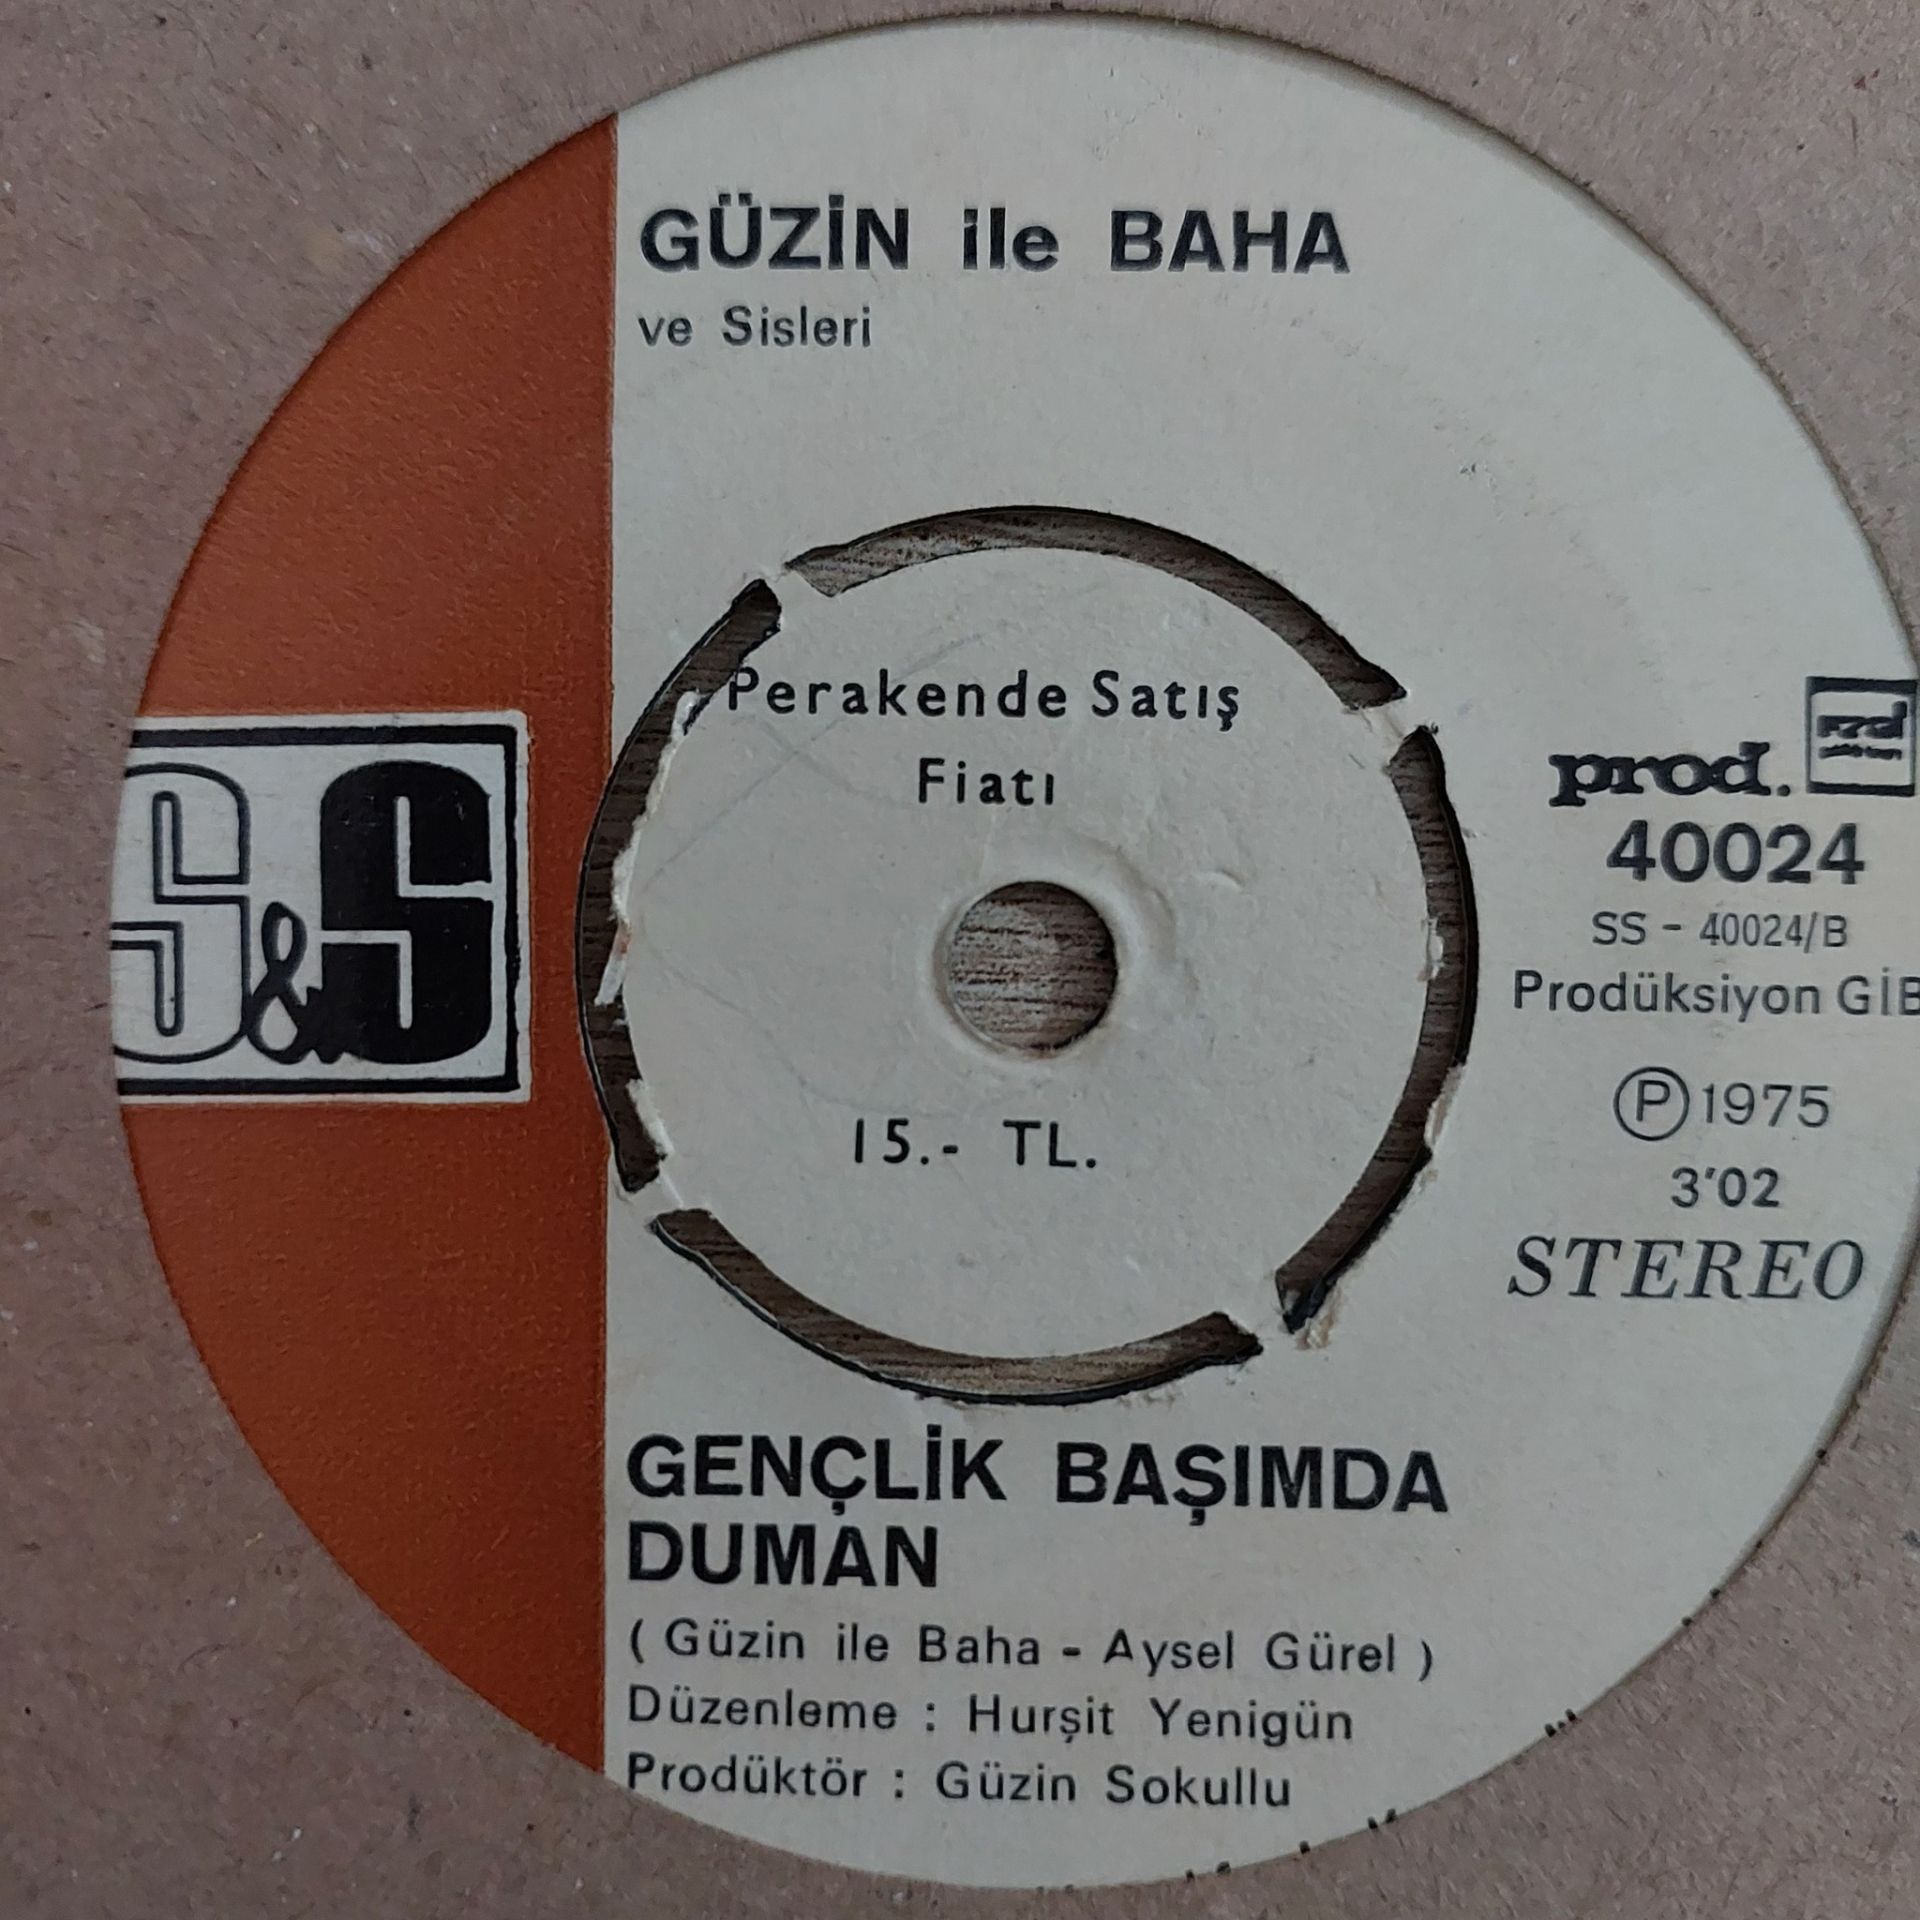 GÜZİN ile BAHA
ve Sisleri
Perakende Satış
Fiatı
S&S
prod.
40024
SS - 40024/B
Prodüksiyon GİB
Ⓟ1975
15.- TL.
3'02
STEREO
GENÇLİK BAŞIMDA
DUMAN
( Güzin ile Baha - Aysel Gürel )
Düzenleme : Hurşit Yenigün
Prodüktör : Güzin Sokullu